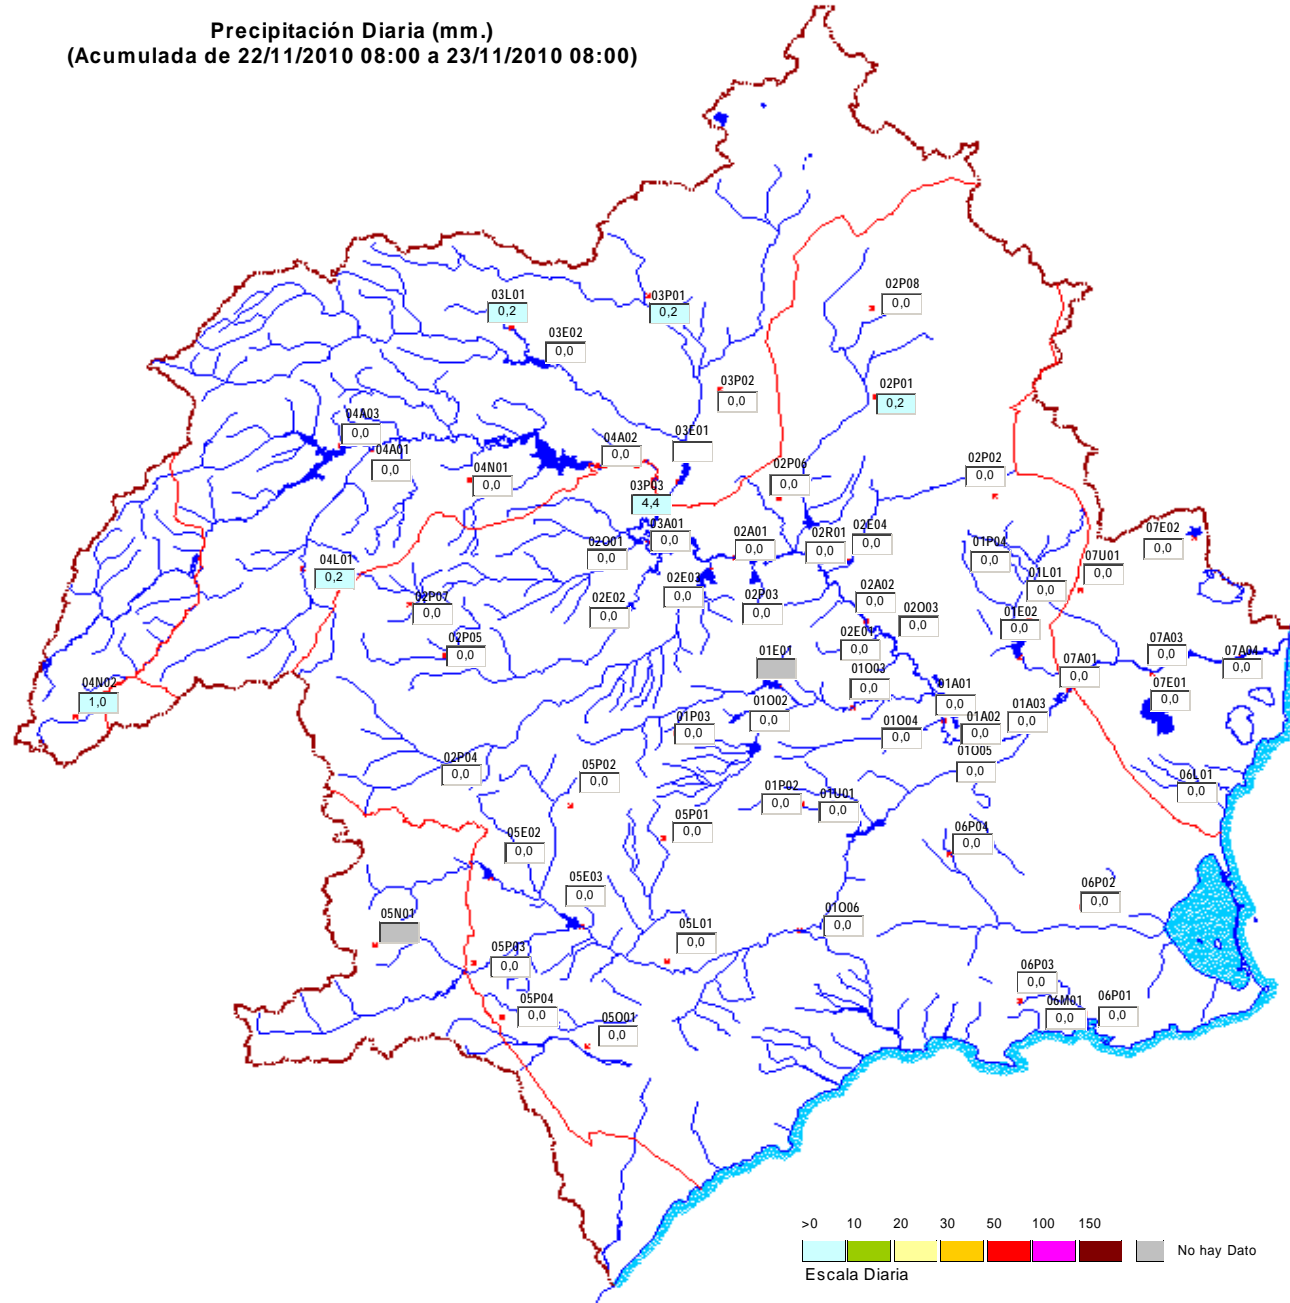 Precipitación Diaria (mm.)
(Acumulada de 22/11/2010 08:00 a 23/11/2010 08:00)
02P08
0,0
03L01
0,2
03P01
0,2
03E02
0,0
03P02
0,0
02P01
0,2
04A03
0,0
04A01
0,0
04A02
0,0
03E01
04N01
0,0
02P06
0,0
02P02
0,0
03P03
4,4
03A01
0,0
02O01
0,0
02A01
0,0
02R01
0,0
02E04
0,0
01P04
0,0
07E02
0,0
07U01
0,0
04L01
0,2
01L01
0,0
02P07
0,0
02E02
0,0
02E03
0,0
02P03
0,0
02A02
0,0
02O03
0,0
01E02
0,0
02P05
0,0
02E01
0,0
07A03
0,0
07A04
0,0
01E01
01O03
0,0
07A01
0,0
07E01
0,0
04N02
1,0
01A01
0,0
01P03
0,0
01O02
0,0
01O04
0,0
01A02
0,0
01A03
0,0
02P04
0,0
05P02
0,0
01O05
0,0
06L01
0,0
01P02
0,0
01U01
0,0
05P01
0,0
05E02
0,0
06P04
0,0
05E03
0,0
06P02
0,0
05N01
05L01
0,0
01O06
0,0
05P03
0,0
06P03
0,0
05P04
0,0
06M01
0,0
06P01
0,0
05O01
0,0
>0 10 20 30 50 100 150
No hay Dato
Escala Diaria